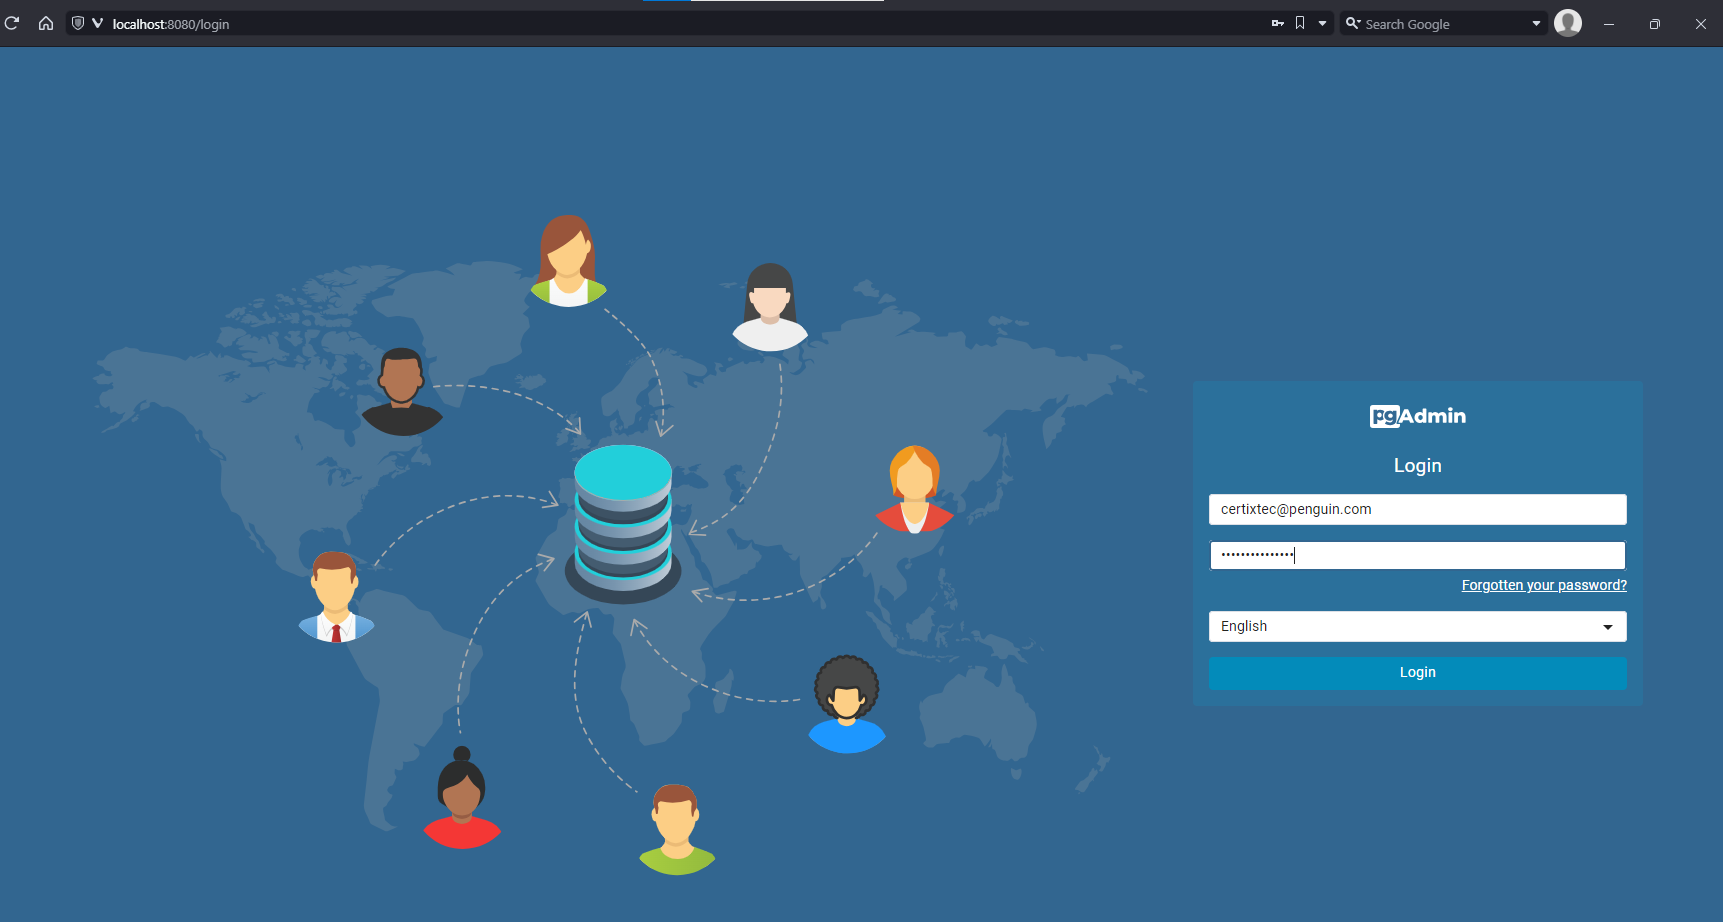 localhost:8080/login
Search Google
pgAdmin
Login
certixtec@penguin.com
•••••••••••••••
Forgotten your password?
English
Login